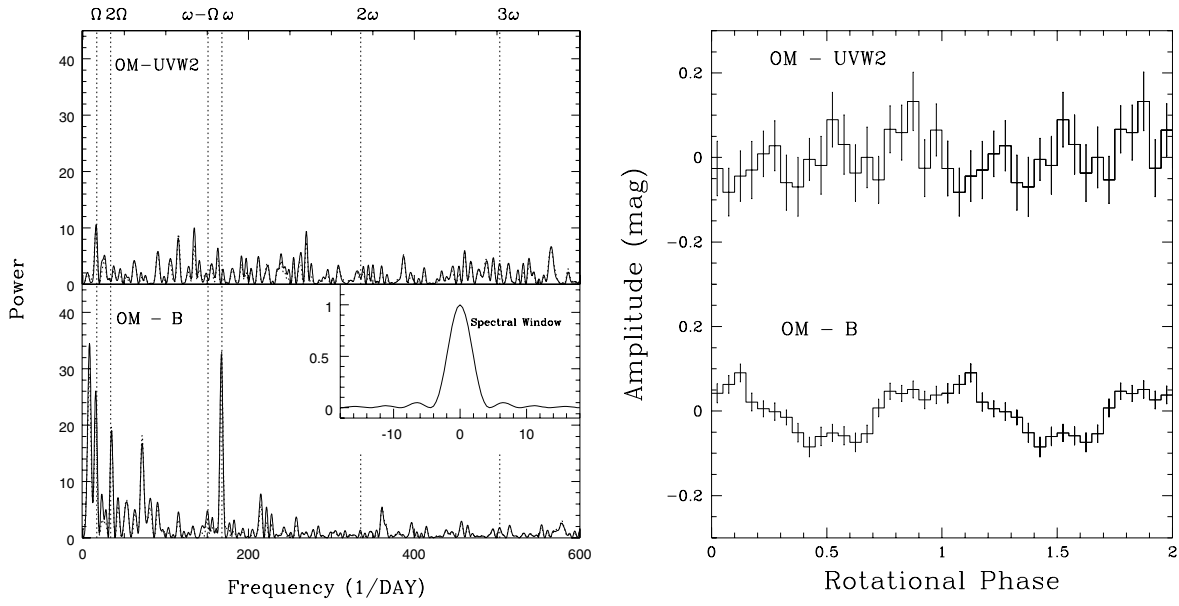 Ω 2Ω ω−Ω ω 2ω 3ω
40
OM−UVW2
30
20
10
0
Power
40
OM − B
30
20
10
0
1
Spectral Window
0.5
0
-10 0 10
0 200 400 600
Frequency (1/DAY)
OM − UVW2
0.2
0
−0.2
Amplitude (mag)
0.2
OM − B
0
−0.2
0 0.5 1 1.5 2
Rotational Phase